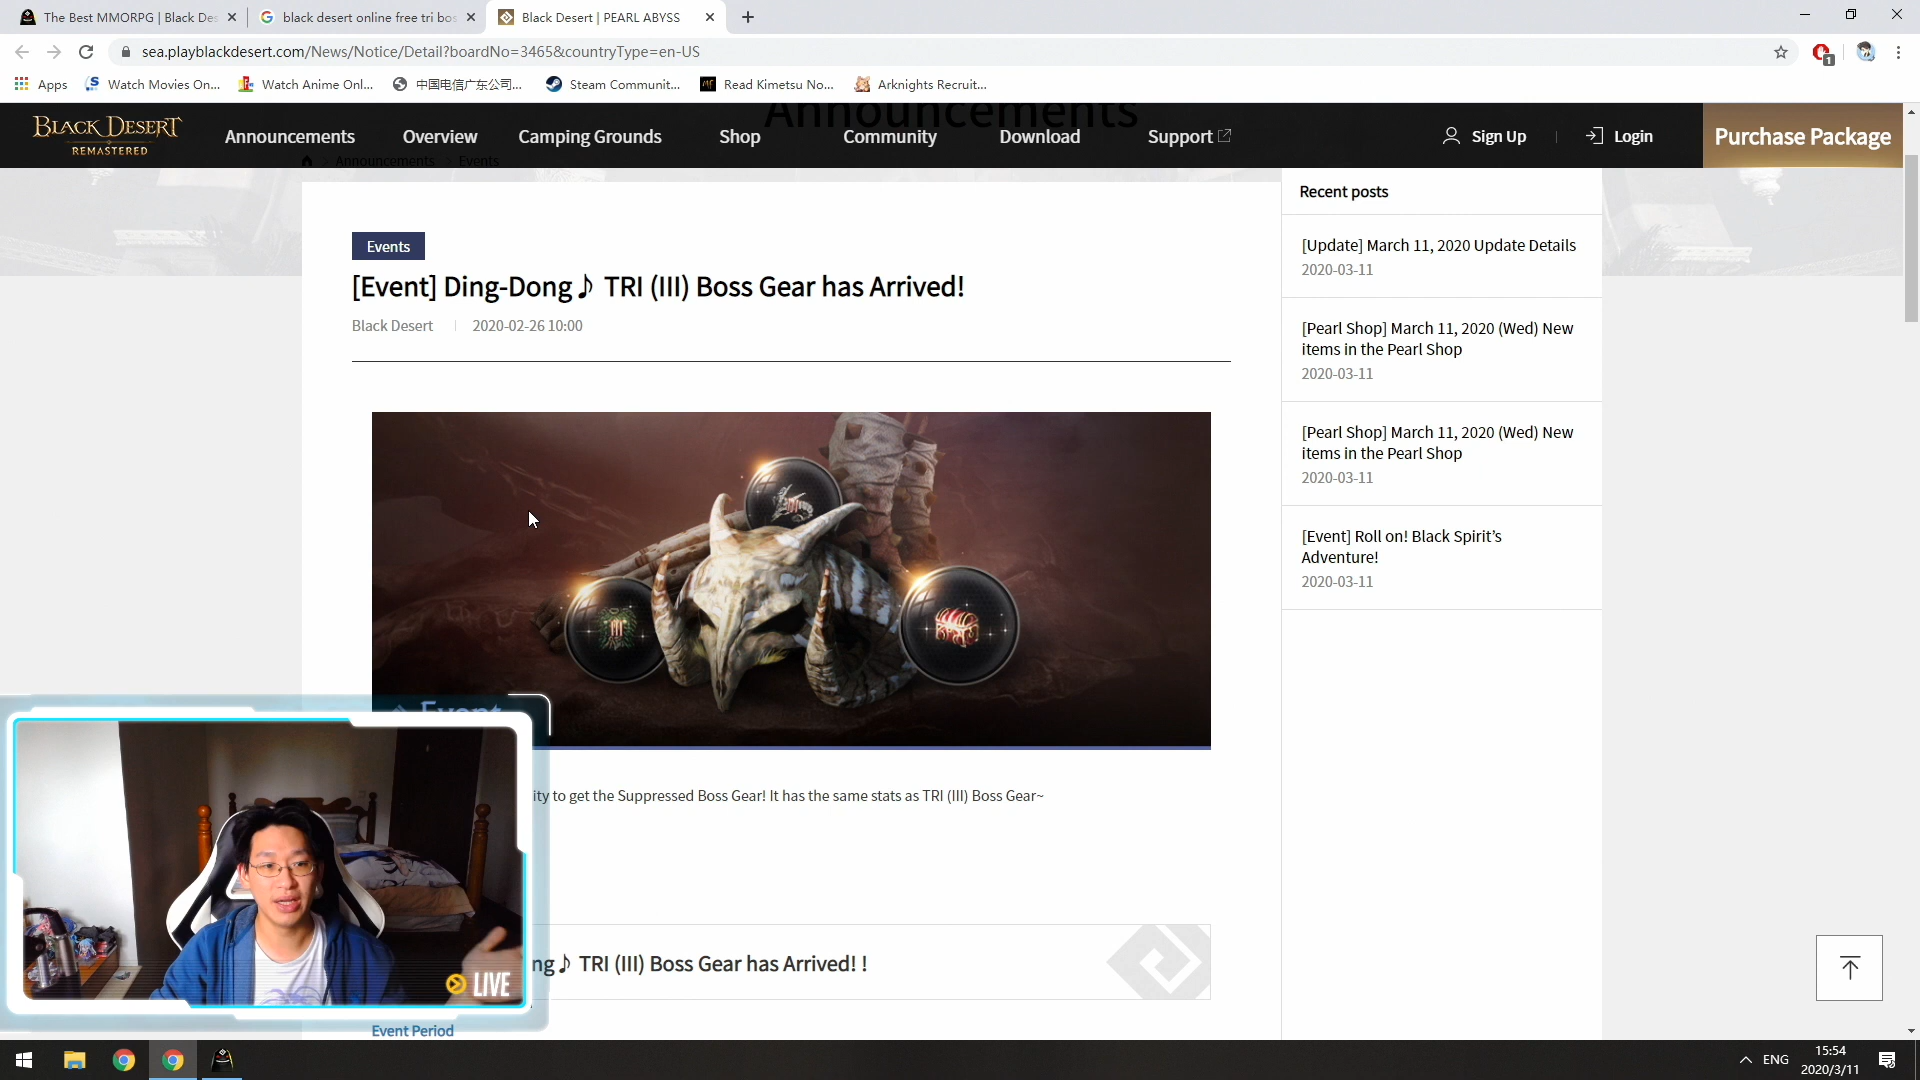 The Best MMORPG | Black Des
black desert online free tri bos
Black Desert | PEARL ABYSS
sea.playblackdesert.com/News/Notice/Detail?boardNo=3465&countryType=en-US
1
Apps
Watch Movies On...
Watch Anime Onl...
中国电信广东公司...
Steam Communit...
Read Kimetsu No...
Arknights Recruit...
Announcements
BLACK DESERT
REMASTERED
Announcements
Overview
Camping Grounds
Shop
Community
Download
Support
Sign Up
Login
Purchase Package
Announcements
Events
Recent posts
Events
[Event] Ding-Dong♪ TRI (III) Boss Gear has Arrived!
Black Desert
2020-02-26 10:00
[Update] March 11, 2020 Update Details
2020-03-11
[Pearl Shop] March 11, 2020 (Wed) New
items in the Pearl Shop
2020-03-11
[Pearl Shop] March 11, 2020 (Wed) New
items in the Pearl Shop
2020-03-11
[Event] Roll on! Black Spirit's
Adventure!
2020-03-11
III
III
Event
ity to get the Suppressed Boss Gear! It has the same stats as TRI (III) Boss Gear~
ng♪ TRI (III) Boss Gear has Arrived! !
LIVE
Event Period
ENG
15:54
2020/3/11